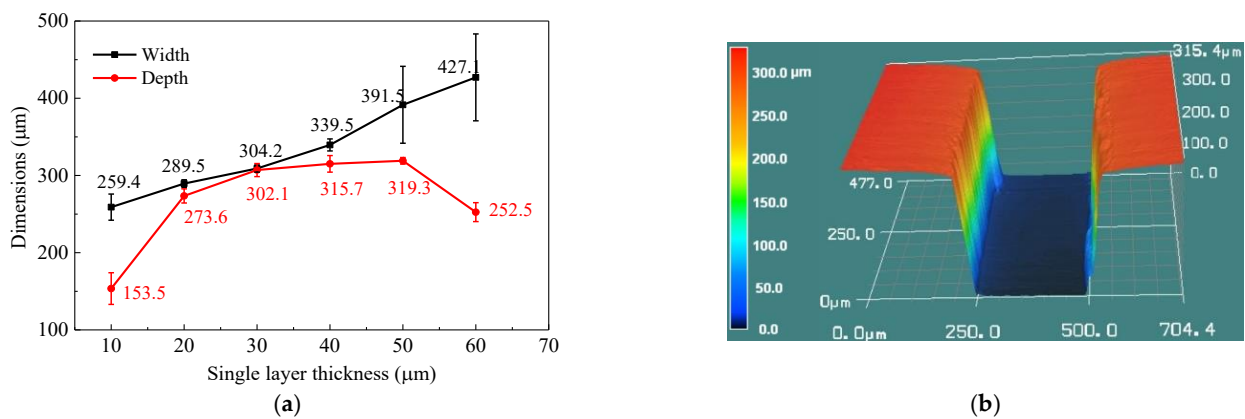 500
400
300
200
100
Dimensions (μm)
Width
Depth
259.4
289.5
304.2
339.5
391.5
427.1
153.5
273.6
302.1
315.7
319.3
252.5
10 20 30 40 50 60 70
Single layer thickness (μm)
(a)
300.0 μm
250.0
200.0
150.0
100.0
50.0
0.0
315.4μm
300.0
200.0
100.0
0.0
477.0
250.0
0μm
0.0μm 250.0 500.0 704.4
(b)